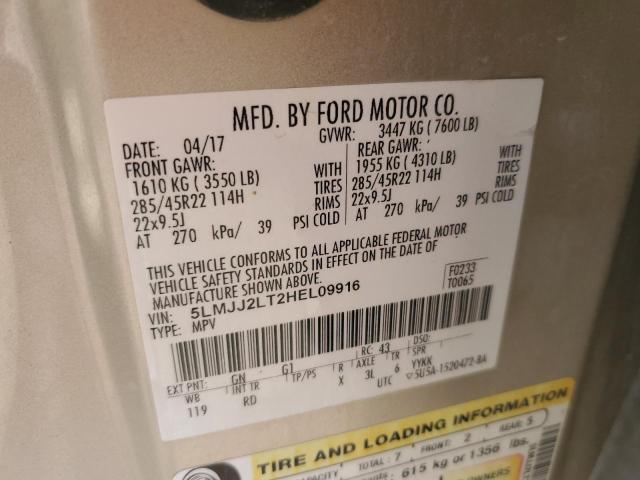 MFD. BY FORD MOTOR CO.
DATE: 04/17 GVWR: 3447 KG ( 7600 LB)
FRONT GAWR: REAR GAWR:
1610 KG ( 3550 LB) WITH 1955 KG ( 4310 LB) WITH
285/45R22 114H TIRES 285/45R22 114H TIRES
22x9.5J RIMS 22x9.5J RIMS
AT 270 kPa/ 39 PSI COLD AT 270 kPa/ 39 PSI COLD
THIS VEHICLE CONFORMS TO ALL APPLICABLE FEDERAL MOTOR
VEHICLE SAFETY STANDARDS IN EFFECT ON THE DATE OF
MANUFACTURE SHOWN ABOVE.
F0233
T0065
VIN: 5LMJJ2LT2HEL09916
TYPE: MPV
EXT PNT: GN G1 RC: 43 DSO:
WB INT TR TP/PS R AXLE TR SPR
119 RD X 3L 6 YYKK
UTC ▽5U5A-1520472-BA
TIRE AND LOADING INFORMATION
CAPACITY TOTAL: 7 FRONT: 2 REAR: 5
615 kg or 1356 lbs.
OWNERS